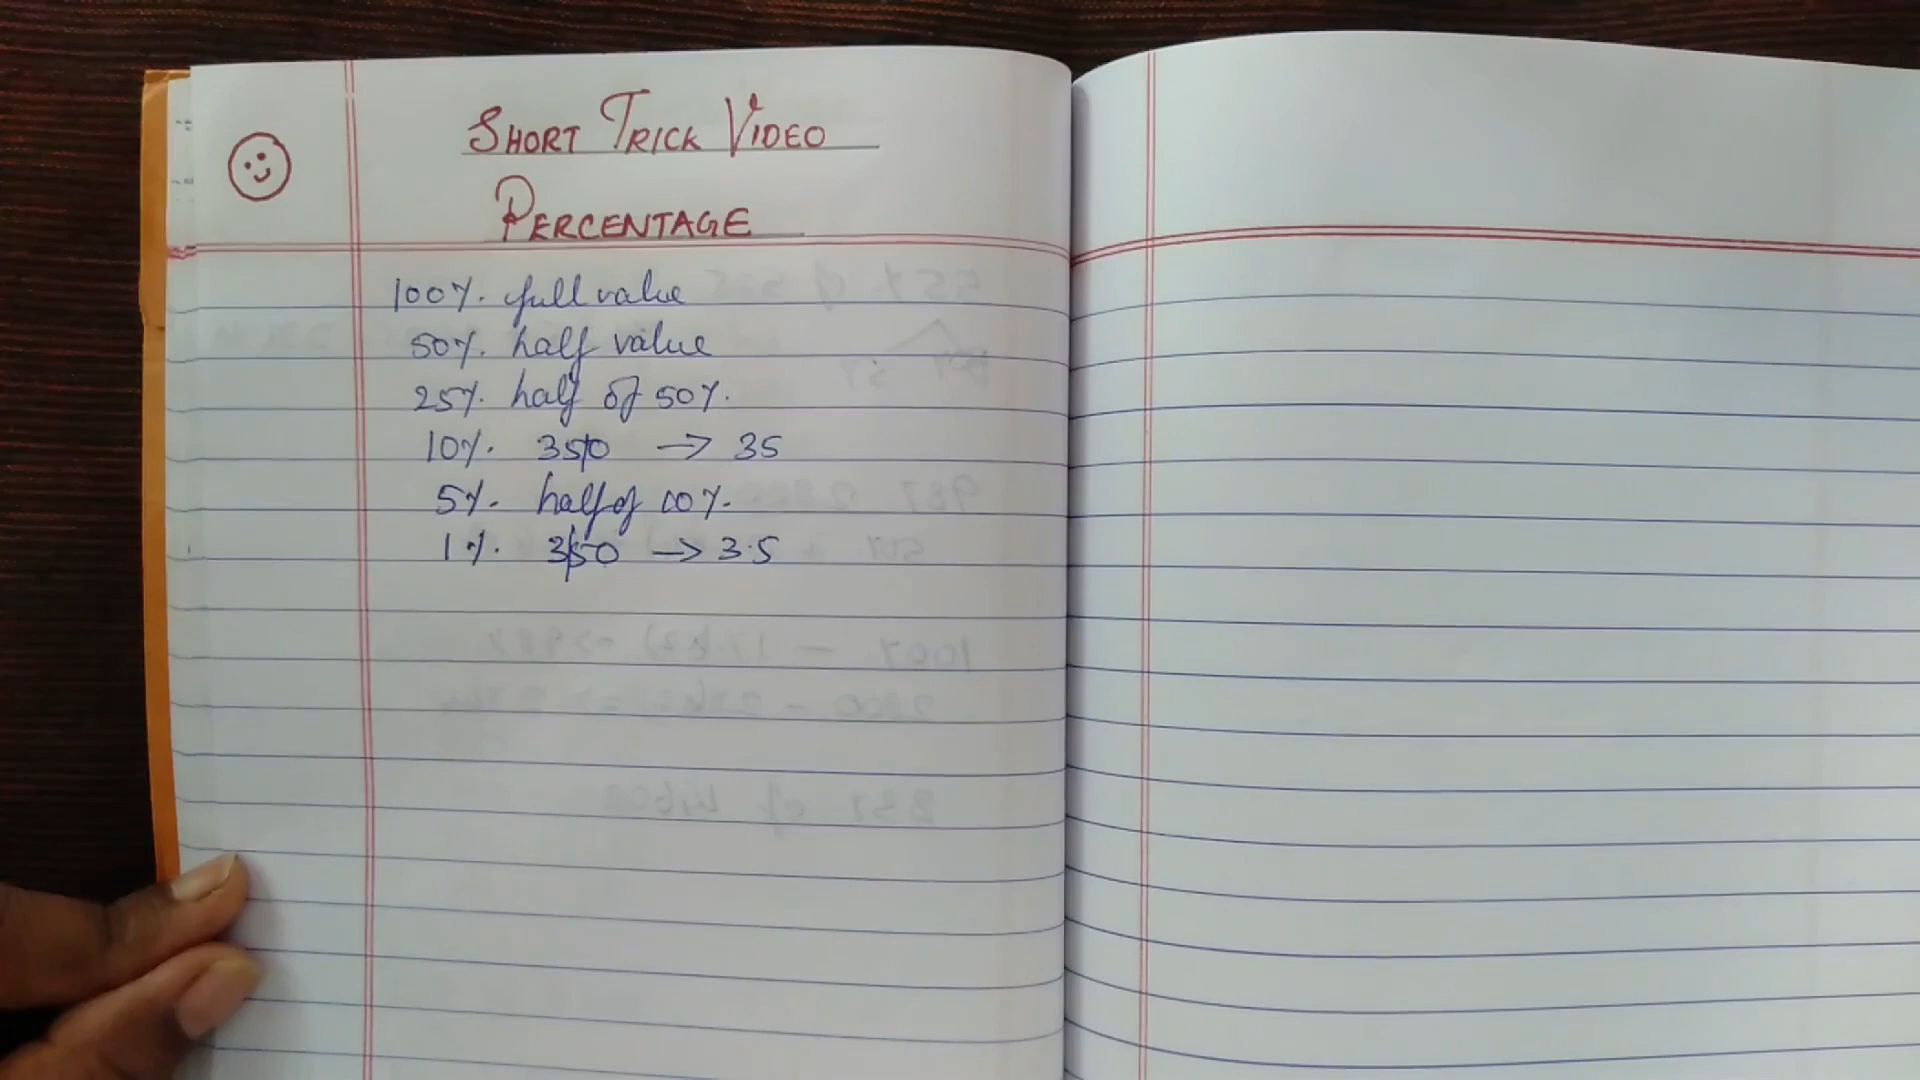 SHORT TRICK VIDEO
PERCENTAGE
100%. full value
50%. half value
25%. half of 50%.
10%. 35|0 → 35
5%. half of 10%.
1%. 3|50 → 3.5